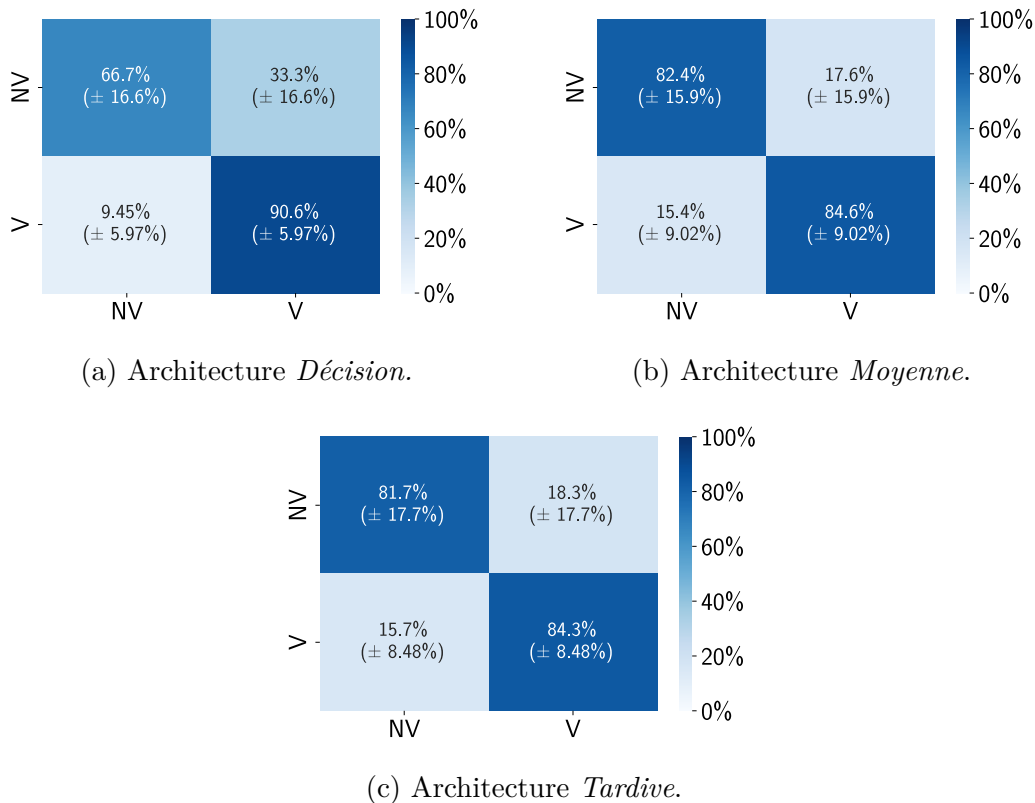 100%
80%
60%
40%
20%
0%
NV
66.7%
(± 16.6%)
33.3%
(± 16.6%)
V
9.45%
(± 5.97%)
90.6%
(± 5.97%)
NV
V
(a) Architecture Décision.
100%
80%
60%
40%
20%
0%
NV
82.4%
(± 15.9%)
17.6%
(± 15.9%)
V
15.4%
(± 9.02%)
84.6%
(± 9.02%)
NV
V
(b) Architecture Moyenne.
100%
80%
60%
40%
20%
0%
NV
81.7%
(± 17.7%)
18.3%
(± 17.7%)
V
15.7%
(± 8.48%)
84.3%
(± 8.48%)
NV
V
(c) Architecture Tardive.